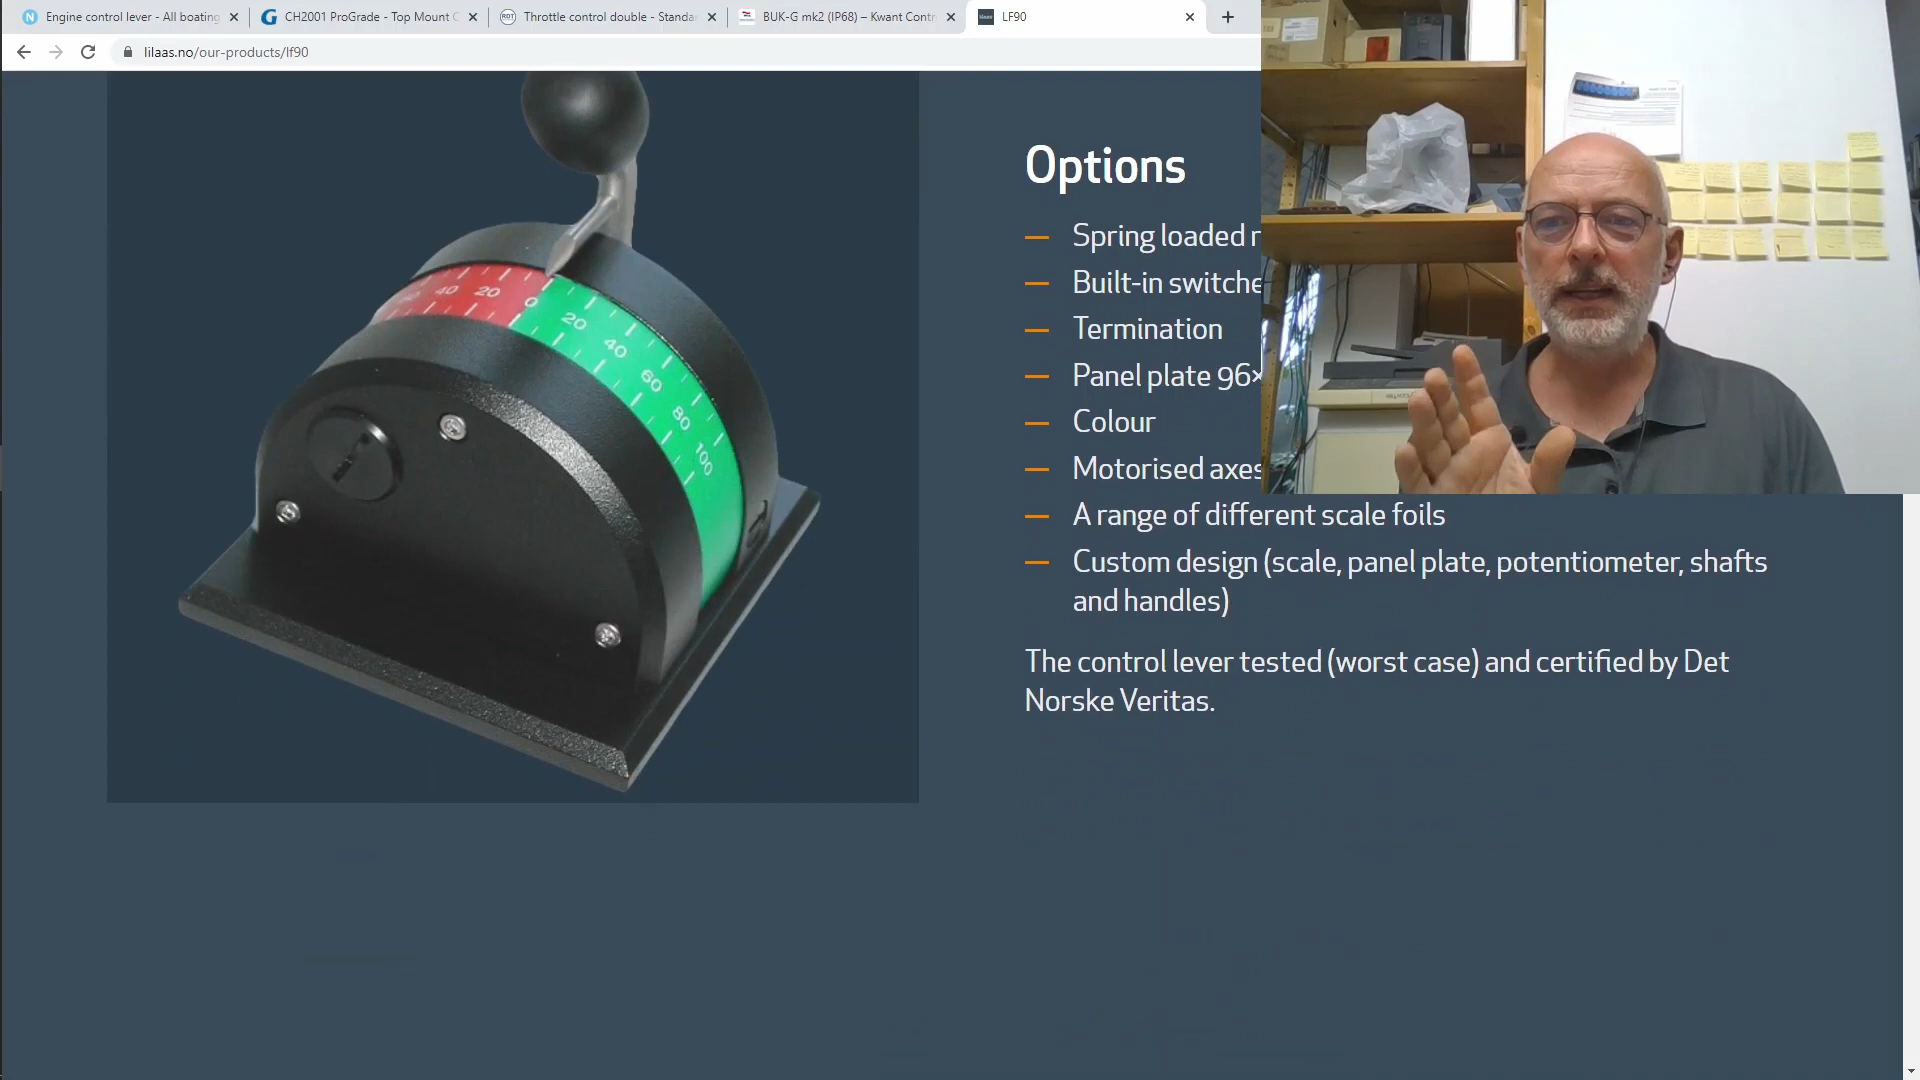 Engine control lever - All boating
CH2001 ProGrade - Top Mount C
Throttle control double - Standa
BUK-G mk2 (IP68) – Kwant Contr
LF90
lilaas.no/our-products/lf90
Options
Spring loaded r
Built-in switche
Termination
Panel plate 96×
Colour
Motorised axes
A range of different scale foils
Custom design (scale, panel plate, potentiometer, shafts
and handles)
The control lever tested (worst case) and certified by Det
Norske Veritas.
40 20 0 20 40 60 80 100